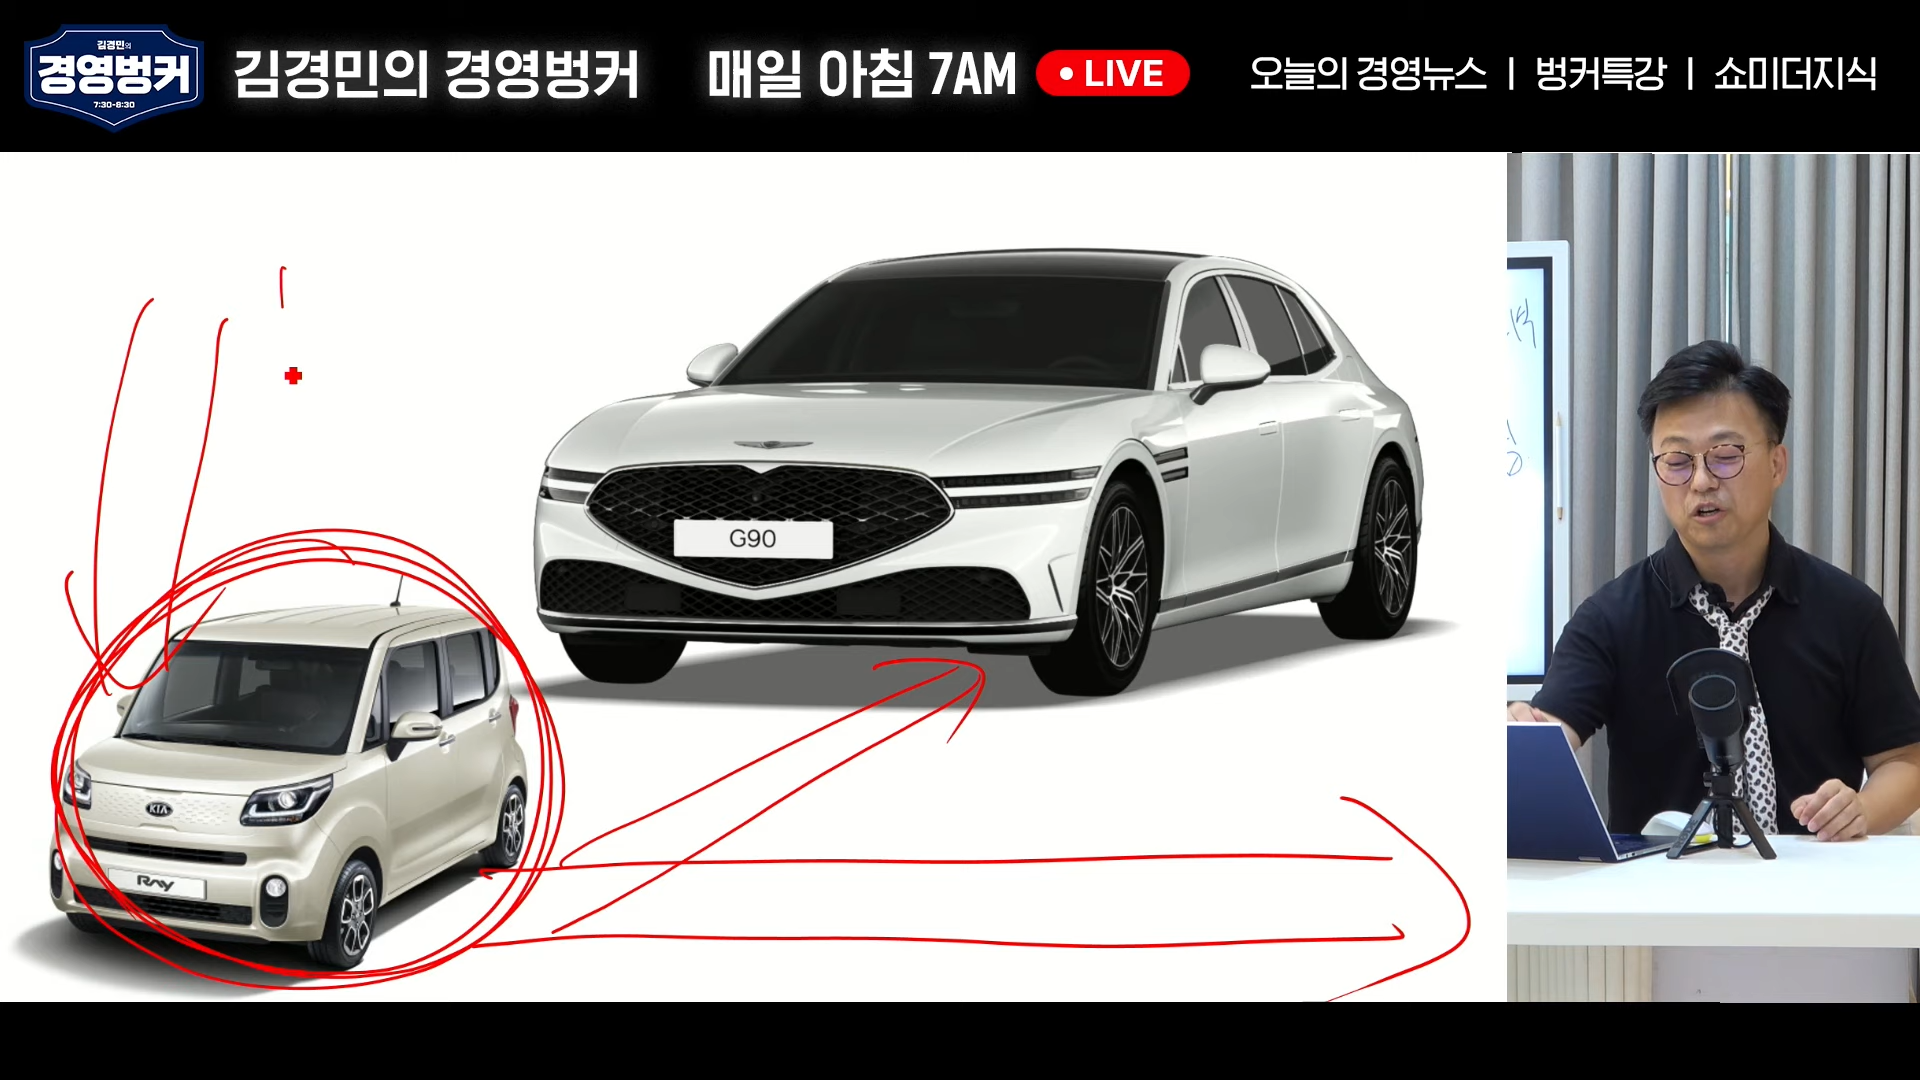 김경민의
경영벙커
7:30-8:30
김경민의 경영벙커 매일 아침 7AM • LIVE 오늘의 경영뉴스 | 벙커특강 | 쇼미더지식
G90
KIA
Ray